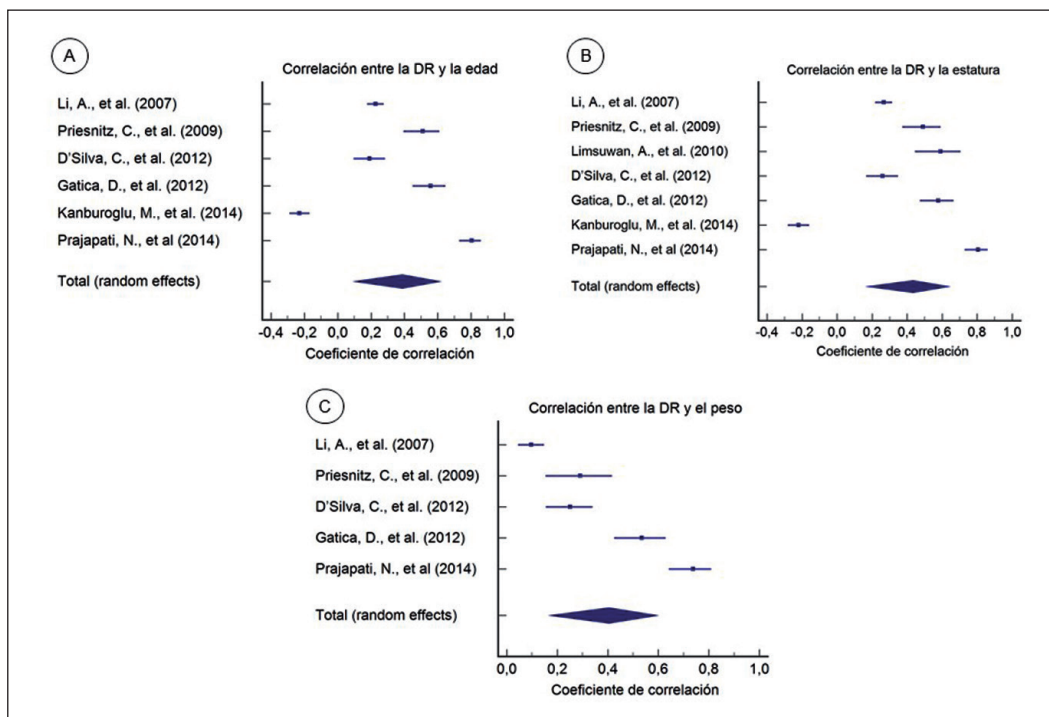 A
Correlación entre la DR y la edad
Li, A., et al. (2007)
Priesnitz, C., et al. (2009)
D'Silva, C., et al. (2012)
Gatica, D., et al. (2012)
Kanburoglu, M., et al. (2014)
Prajapati, N., et al (2014)
Total (random effects)
-0,4 -0,2 0,0 0,2 0,4 0,6 0,8 1,0
Coeficiente de correlación
B
Correlación entre la DR y la estatura
Li, A., et al. (2007)
Priesnitz, C., et al. (2009)
Limsuwan, A., et al. (2010)
D'Silva, C., et al. (2012)
Gatica, D., et al. (2012)
Kanburoglu, M., et al. (2014)
Prajapati, N., et al (2014)
Total (random effects)
-0,4 -0,2 0,0 0,2 0,4 0,6 0,8 1,0
Coeficiente de correlación
C
Correlación entre la DR y el peso
Li, A., et al. (2007)
Priesnitz, C., et al. (2009)
D'Silva, C., et al. (2012)
Gatica, D., et al. (2012)
Prajapati, N., et al (2014)
Total (random effects)
0,0 0,2 0,4 0,6 0,8 1,0
Coeficiente de correlación